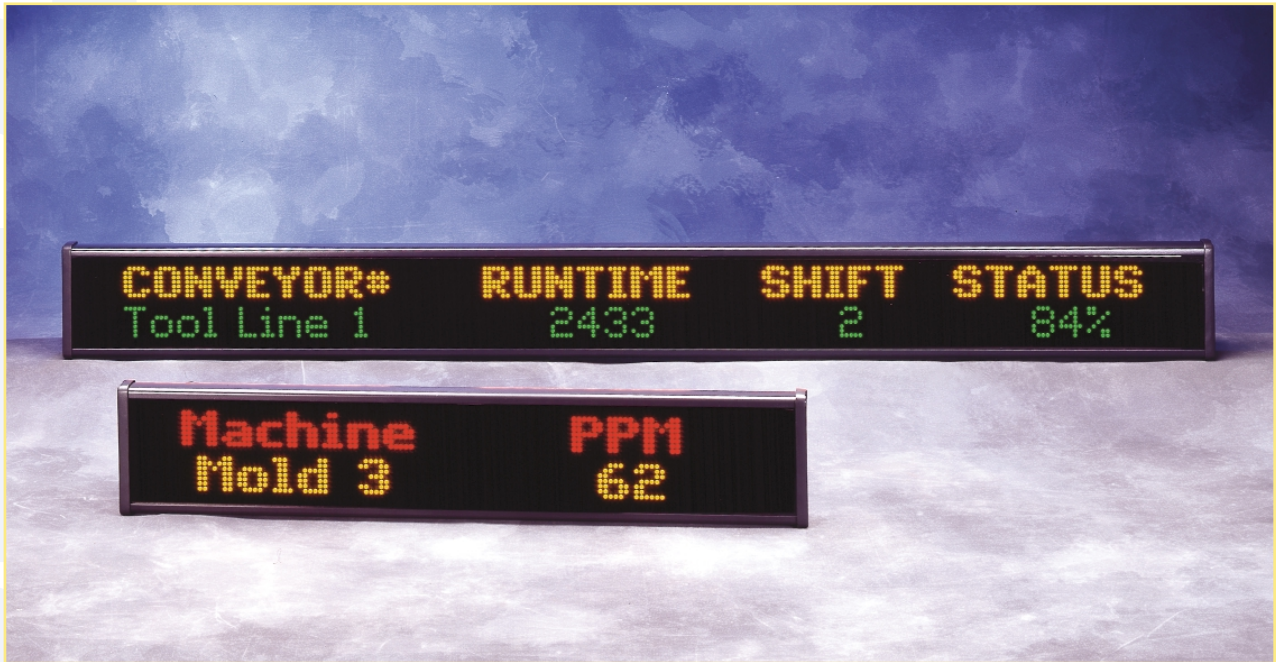 CONVEYOR* RUNTIME SHIFT STATUS
Tool Line 1 2433 2 84%
Machine PPM
Mold 3 62